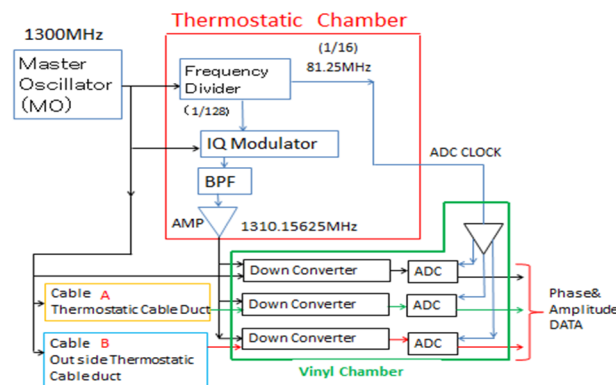 Thermostatic Chamber
1300MHz
Master
Oscillator
(MO)
Frequency
Divider
(1/16)
81.25MHz
(1/128)
IQ Modulator
BPF
AMP
1310.15625MHz
ADC CLOCK
Down Converter
ADC
Down Converter
ADC
Down Converter
ADC
Cable A
Thermostatic Cable Duct
Cable B
Out side Thermostatic
Cable duct
Vinyl Chamber
Phase&
Amplitude
DATA